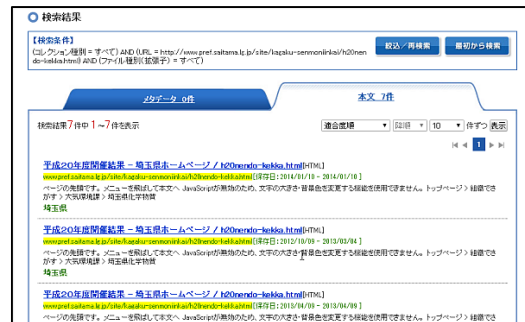 検索結果
【検索条件】
(コレクション種別 = すべて) AND (URL = http://www.pref.saitama.lg.jp/site/kagaku-senmoniinkai/h20nen
do-kekka.html) AND (ファイル種別(拡張子) = すべて)
絞込/再検索 最初から検索
メタデータ 0件 本文 7件
検索結果7件中 1～7件を表示 適合度順 降順 10 件ずつ 表示
1
平成20年度開催結果 - 埼玉県ホームページ / h20nendo-kekka.html[HTML]
www.pref.saitama.lg.jp/site/kagaku-senmoniinkai/h20nendo-kekka.html[保存日:2014/01/10 - 2014/01/10]
ページの先頭です。メニューを飛ばして本文へ JavaScriptが無効のため、文字の大きさ・背景色を変更する機能を使用できません。トップページ > 組織でさ
がす > 大気環境課 > 埼玉県化学物質
埼玉県
平成20年度開催結果 - 埼玉県ホームページ / h20nendo-kekka.html[HTML]
www.pref.saitama.lg.jp/site/kagaku-senmoniinkai/h20nendo-kekka.html[保存日:2012/10/09 - 2013/03/04]
ページの先頭です。メニューを飛ばして本文へ JavaScriptが無効のため、文字の大きさ・背景色を変更する機能を使用できません。トップページ > 組織でさ
がす > 大気環境課 > 埼玉県化学物質
埼玉県
平成20年度開催結果 - 埼玉県ホームページ / h20nendo-kekka.html[HTML]
www.pref.saitama.lg.jp/site/kagaku-senmoniinkai/h20nendo-kekka.html[保存日:2013/04/09 - 2013/04/09]
ページの先頭です。メニューを飛ばして本文へ JavaScriptが無効のため、文字の大きさ・背景色を変更する機能を使用できません。トップページ > 組織でさ